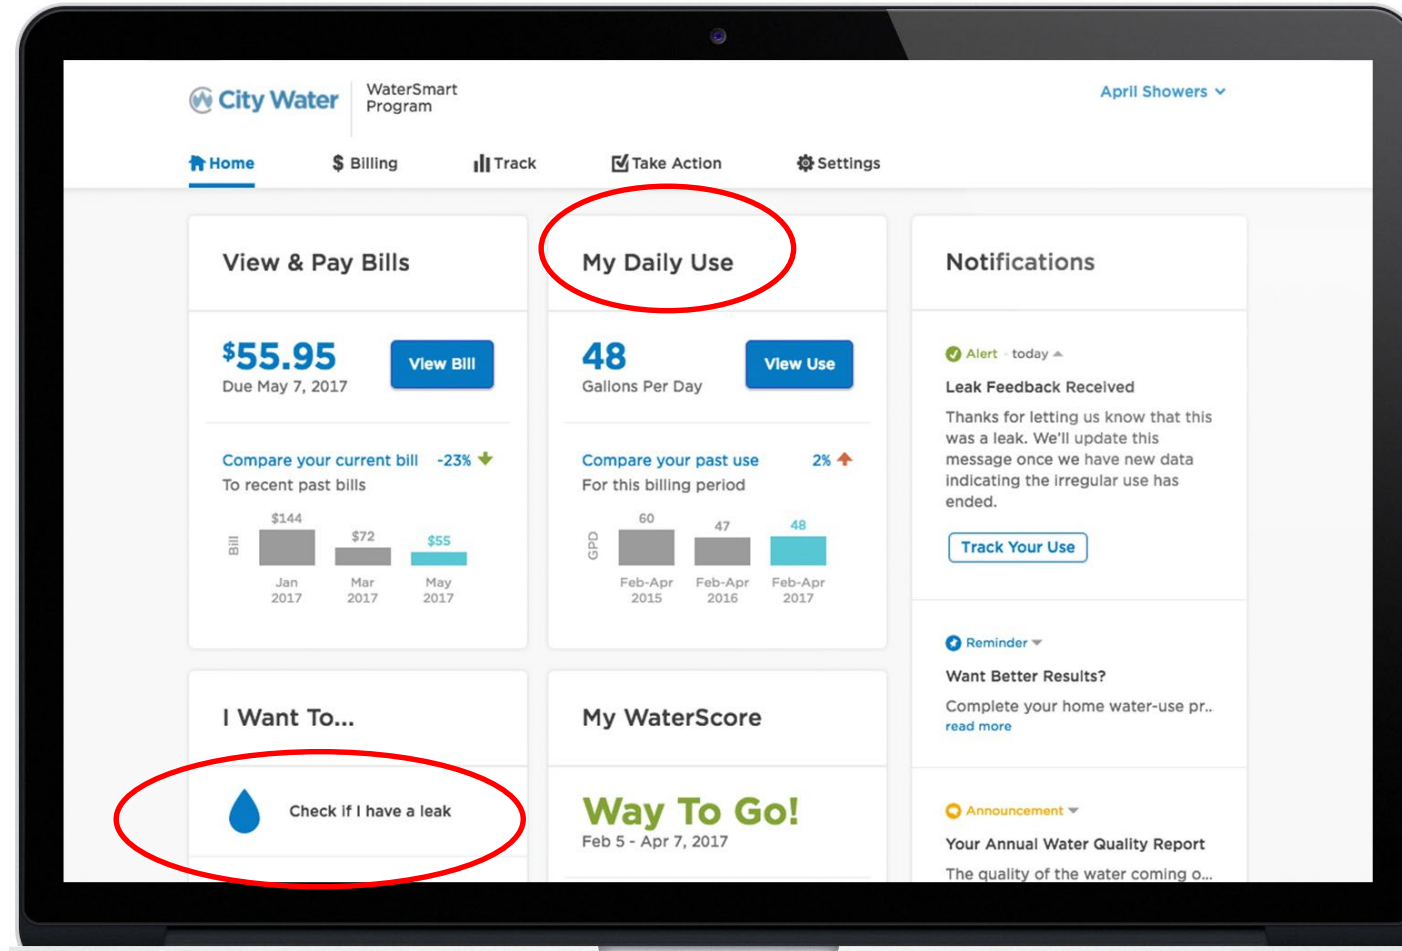 City Water
WaterSmart
Program
April Showers
Home
$ Billing
Track
Take Action
Settings
View & Pay Bills
$55.95
Due May 7, 2017
View Bill
Compare your current bill -23%
To recent past bills
Bill
$144
$72
$55
Jan
2017
Mar
2017
May
2017
My Daily Use
48
Gallons Per Day
View Use
Compare your past use 2%
For this billing period
GPD
60
47
48
Feb-Apr
2015
Feb-Apr
2016
Feb-Apr
2017
Notifications
Alert - today
Leak Feedback Received
Thanks for letting us know that this
was a leak. We'll update this
message once we have new data
indicating the irregular use has
ended.
Track Your Use
Reminder
Want Better Results?
Complete your home water-use pr..
read more
Announcement
Your Annual Water Quality Report
The quality of the water coming o...
I Want To...
Check if I have a leak
My WaterScore
Way To Go!
Feb 5 - Apr 7, 2017